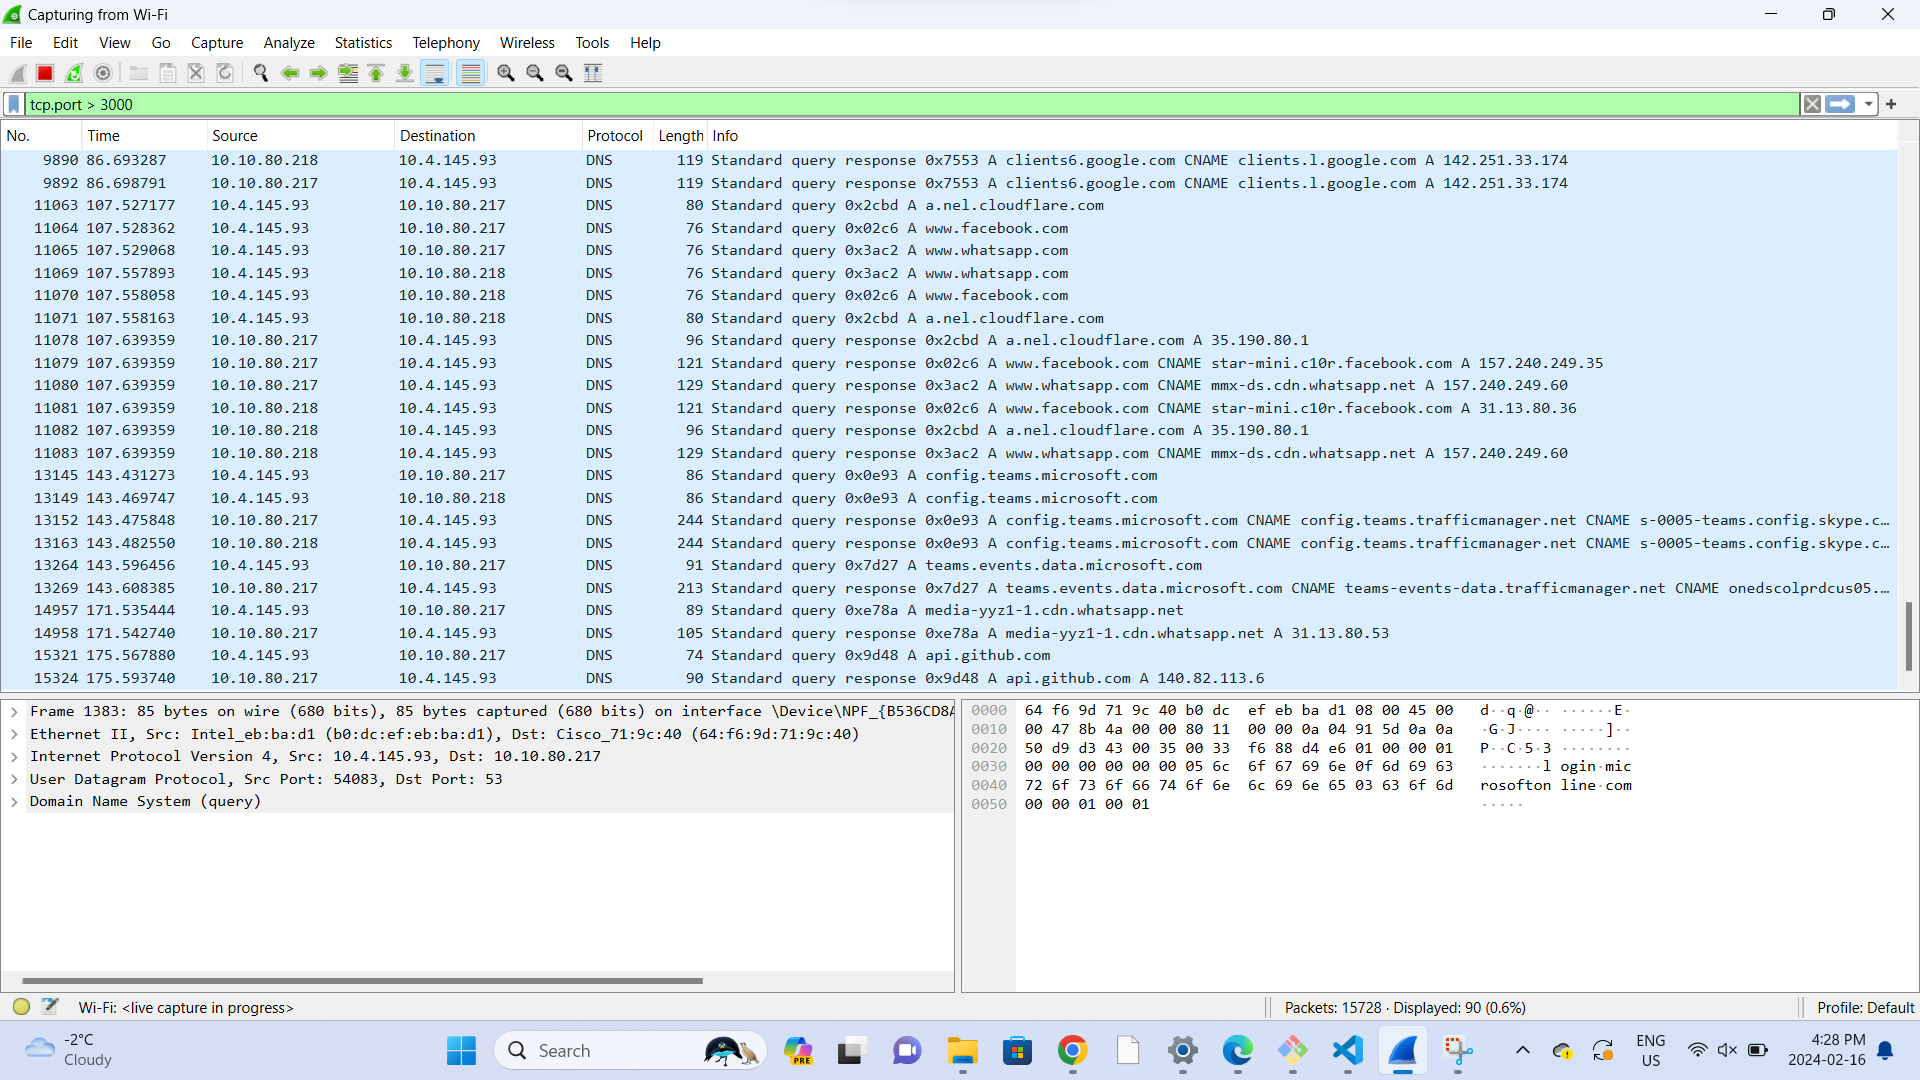 Capturing from Wi-Fi
File Edit View Go Capture Analyze Statistics Telephony Wireless Tools Help
tcp.port > 3000
No. Time Source Destination Protocol Length Info
9890 86.693287 10.10.80.218 10.4.145.93 DNS 119 Standard query response 0x7553 A clients6.google.com CNAME clients.l.google.com A 142.251.33.174
9892 86.698791 10.10.80.217 10.4.145.93 DNS 119 Standard query response 0x7553 A clients6.google.com CNAME clients.l.google.com A 142.251.33.174
11063 107.527177 10.4.145.93 10.10.80.217 DNS 80 Standard query 0x2cbd A a.nel.cloudflare.com
11064 107.528362 10.4.145.93 10.10.80.217 DNS 76 Standard query 0x02c6 A www.facebook.com
11065 107.529068 10.4.145.93 10.10.80.217 DNS 76 Standard query 0x3ac2 A www.whatsapp.com
11069 107.557893 10.4.145.93 10.10.80.218 DNS 76 Standard query 0x3ac2 A www.whatsapp.com
11070 107.558058 10.4.145.93 10.10.80.218 DNS 76 Standard query 0x02c6 A www.facebook.com
11071 107.558163 10.4.145.93 10.10.80.218 DNS 80 Standard query 0x2cbd A a.nel.cloudflare.com
11078 107.639359 10.10.80.217 10.4.145.93 DNS 96 Standard query response 0x2cbd A a.nel.cloudflare.com A 35.190.80.1
11079 107.639359 10.10.80.217 10.4.145.93 DNS 121 Standard query response 0x02c6 A www.facebook.com CNAME star-mini.c10r.facebook.com A 157.240.249.35
11080 107.639359 10.10.80.217 10.4.145.93 DNS 129 Standard query response 0x3ac2 A www.whatsapp.com CNAME mmx-ds.cdn.whatsapp.net A 157.240.249.60
11081 107.639359 10.10.80.218 10.4.145.93 DNS 121 Standard query response 0x02c6 A www.facebook.com CNAME star-mini.c10r.facebook.com A 31.13.80.36
11082 107.639359 10.10.80.218 10.4.145.93 DNS 96 Standard query response 0x2cbd A a.nel.cloudflare.com A 35.190.80.1
11083 107.639359 10.10.80.218 10.4.145.93 DNS 129 Standard query response 0x3ac2 A www.whatsapp.com CNAME mmx-ds.cdn.whatsapp.net A 157.240.249.60
13145 143.431273 10.4.145.93 10.10.80.217 DNS 86 Standard query 0x0e93 A config.teams.microsoft.com
13149 143.469747 10.4.145.93 10.10.80.218 DNS 86 Standard query 0x0e93 A config.teams.microsoft.com
13152 143.475848 10.10.80.217 10.4.145.93 DNS 244 Standard query response 0x0e93 A config.teams.microsoft.com CNAME config.teams.trafficmanager.net CNAME s-0005-teams.config.skype.c…
13163 143.482550 10.10.80.218 10.4.145.93 DNS 244 Standard query response 0x0e93 A config.teams.microsoft.com CNAME config.teams.trafficmanager.net CNAME s-0005-teams.config.skype.c…
13264 143.596456 10.4.145.93 10.10.80.217 DNS 91 Standard query 0x7d27 A teams.events.data.microsoft.com
13269 143.608385 10.10.80.217 10.4.145.93 DNS 213 Standard query response 0x7d27 A teams.events.data.microsoft.com CNAME teams-events-data.trafficmanager.net CNAME onedscolprdcus05.…
14957 171.535444 10.4.145.93 10.10.80.217 DNS 89 Standard query 0xe78a A media-yyz1-1.cdn.whatsapp.net
14958 171.542740 10.10.80.217 10.4.145.93 DNS 105 Standard query response 0xe78a A media-yyz1-1.cdn.whatsapp.net A 31.13.80.53
15321 175.567880 10.4.145.93 10.10.80.217 DNS 74 Standard query 0x9d48 A api.github.com
15324 175.593740 10.10.80.217 10.4.145.93 DNS 90 Standard query response 0x9d48 A api.github.com A 140.82.113.6
Frame 1383: 85 bytes on wire (680 bits), 85 bytes captured (680 bits) on interface \Device\NPF_{B536CD8A
Ethernet II, Src: Intel_eb:ba:d1 (b0:dc:ef:eb:ba:d1), Dst: Cisco_71:9c:40 (64:f6:9d:71:9c:40)
Internet Protocol Version 4, Src: 10.4.145.93, Dst: 10.10.80.217
User Datagram Protocol, Src Port: 54083, Dst Port: 53
Domain Name System (query)
0000 64 f6 9d 71 9c 40 b0 dc ef eb ba d1 08 00 45 00 d··q·@·· ······E·
0010 00 47 8b 4a 00 00 80 11 00 00 0a 04 91 5d 0a 0a ·G·J···· ·····]··
0020 50 d9 d3 43 00 35 00 33 f6 88 d4 e6 01 00 00 01 P··C·5·3 ········
0030 00 00 00 00 00 00 05 6c 6f 67 69 6e 0f 6d 69 63 ·······l ogin·mic
0040 72 6f 73 6f 66 74 6f 6e 6c 69 6e 65 03 63 6f 6d rosofton line·com
0050 00 00 01 00 01 ·····
Wi-Fi: <live capture in progress> Packets: 15728 · Displayed: 90 (0.6%) Profile: Default
-2°C
Cloudy
Search
PRE
ENG
US
4:28 PM
2024-02-16